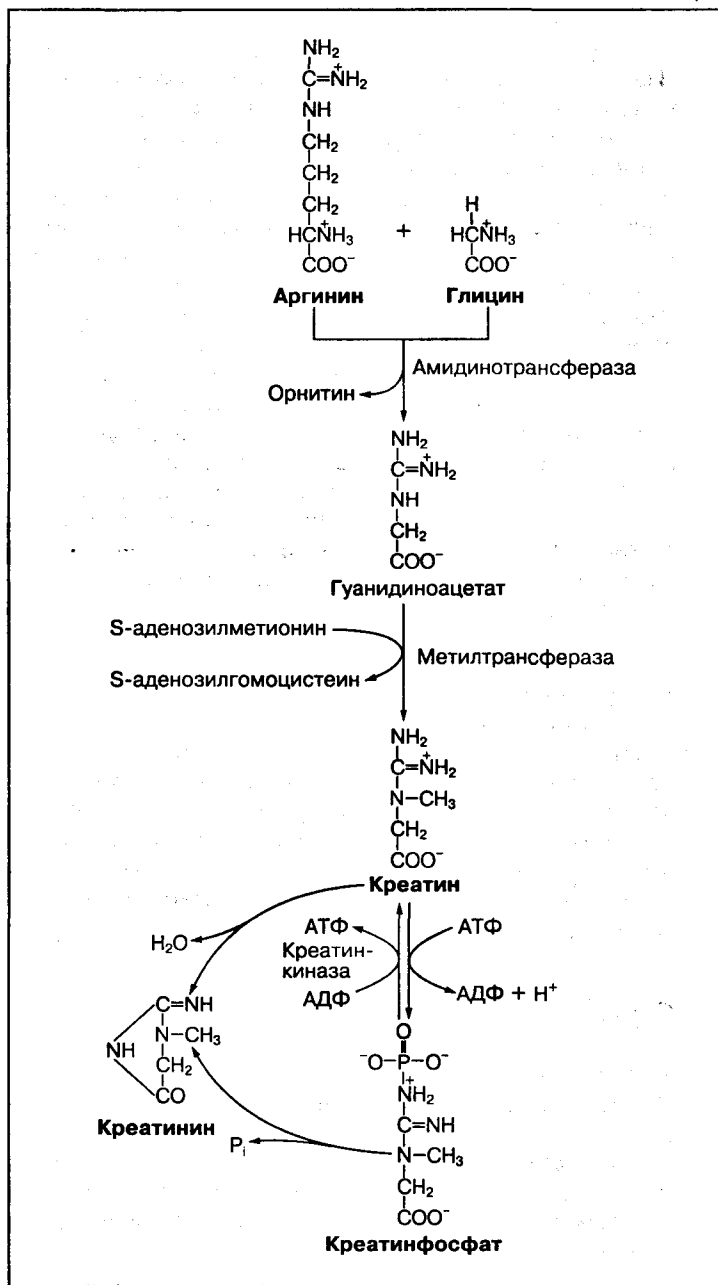 NH₂
C=N⁺H₂
NH
CH₂
CH₂
CH₂
HCN⁺H₃
COO⁻
Аргинин
+
H
HCN⁺H₃
COO⁻
Глицин
Амидинотрансфераза
Орнитин
NH₂
C=N⁺H₂
NH
CH₂
COO⁻
Гуанидиноацетат
S-аденозилметионин
Метилтрансфераза
S-аденозилгомоцистеин
NH₂
C=N⁺H₂
N–CH₃
CH₂
COO⁻
Креатин
H₂O
АТФ
АТФ
Креатин-
киназа
АДФ
АДФ + H⁺
C=NH
N–CH₃
NH
CH₂
CO
Креатинин
O
⁻O–P–O⁻
N⁺H₂
C=NH
Pᵢ
N–CH₃
CH₂
COO⁻
Креатинфосфат